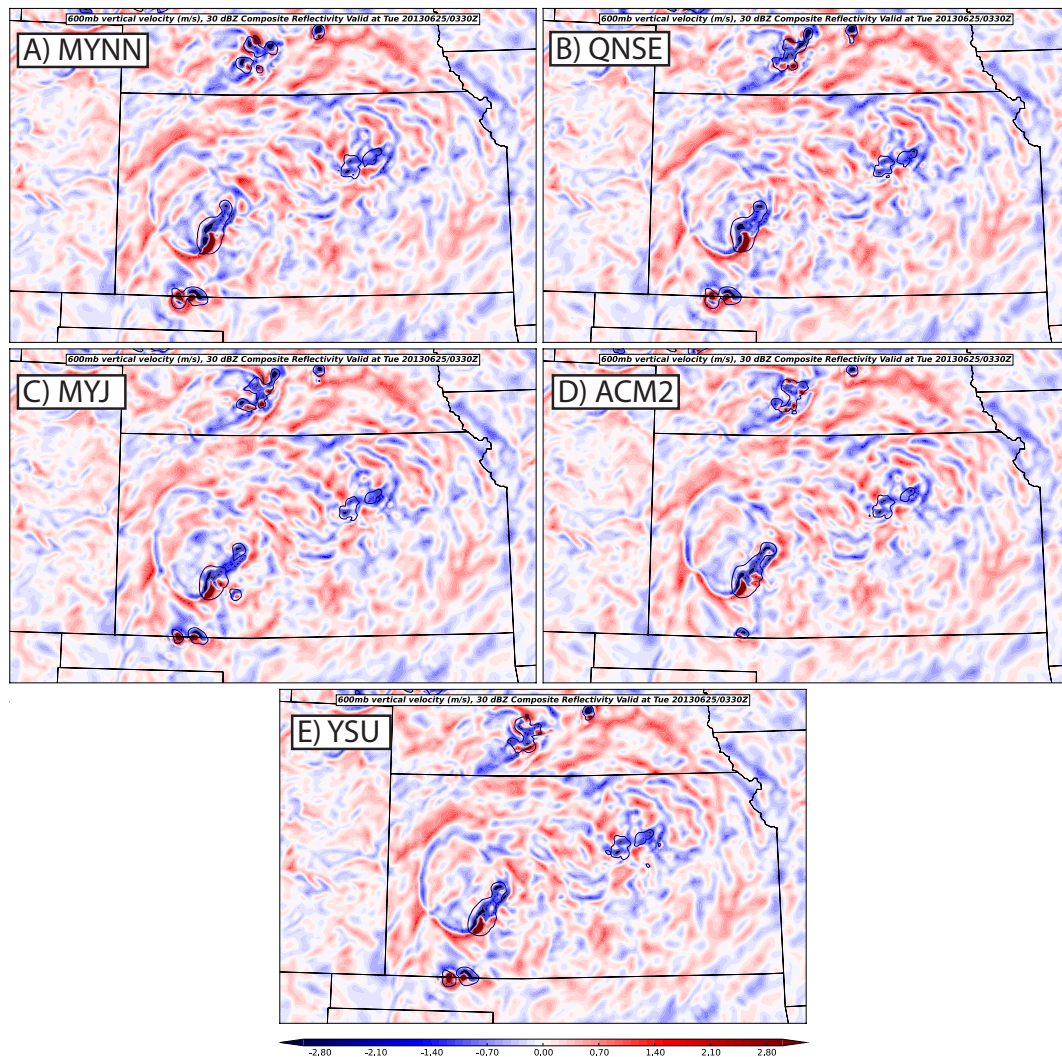 600mb vertical velocity (m/s), 30 dBZ Composite Reflectivity Valid at Tue 20130625/0330Z
A) MYNN
600mb vertical velocity (m/s), 30 dBZ Composite Reflectivity Valid at Tue 20130625/0330Z
B) QNSE
600mb vertical velocity (m/s), 30 dBZ Composite Reflectivity Valid at Tue 20130625/0330Z
C) MYJ
600mb vertical velocity (m/s), 30 dBZ Composite Reflectivity Valid at Tue 20130625/0330Z
D) ACM2
600mb vertical velocity (m/s), 30 dBZ Composite Reflectivity Valid at Tue 20130625/0330Z
E) YSU
-2.80 -2.10 -1.40 -0.70 0.00 0.70 1.40 2.10 2.80